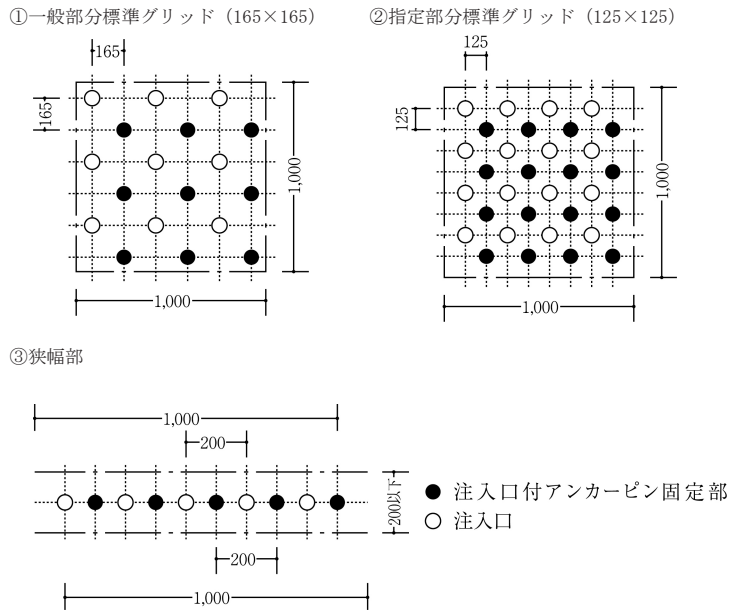 ①一般部分標準グリッド（165×165）
②指定部分標準グリッド（125×125）
165
165
1,000
1,000
125
125
1,000
1,000
③狭幅部
1,000
200
200以下
200
1,000
注入口付アンカーピン固定部
注入口